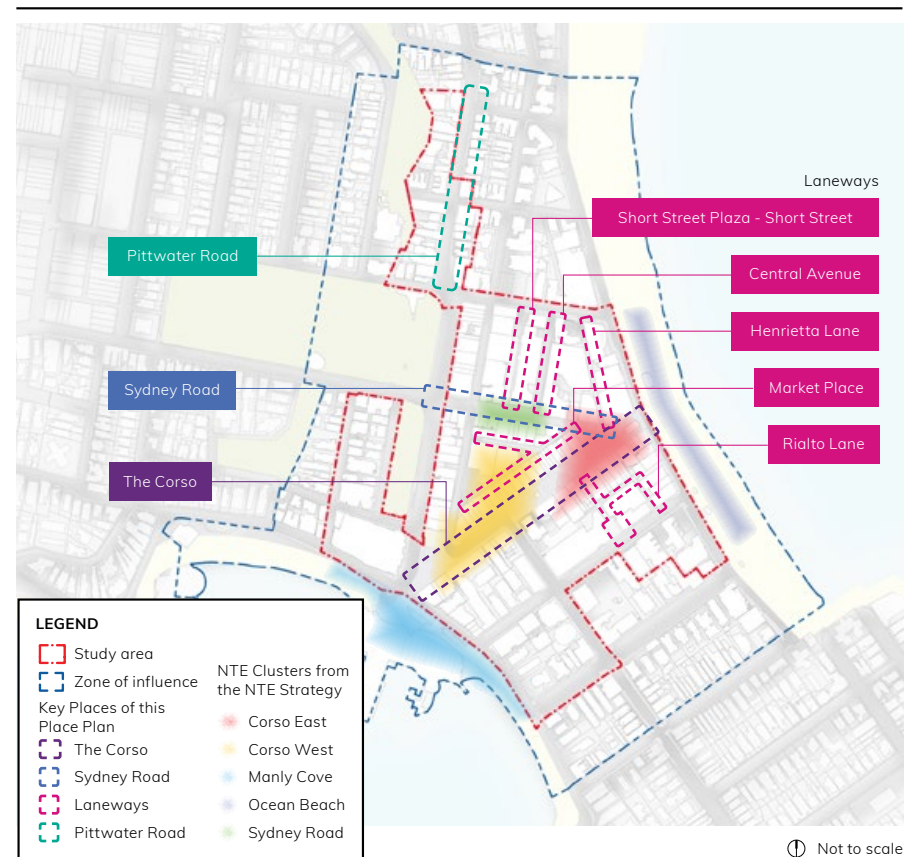 Laneways
Short Street Plaza - Short Street
Pittwater Road
Central Avenue
Henrietta Lane
Sydney Road
Market Place
Rialto Lane
The Corso
LEGEND
Study area
Zone of influence
Key Places of this
Place Plan
The Corso
Sydney Road
Laneways
Pittwater Road
NTE Clusters from
the NTE Strategy
Corso East
Corso West
Manly Cove
Ocean Beach
Sydney Road
Not to scale